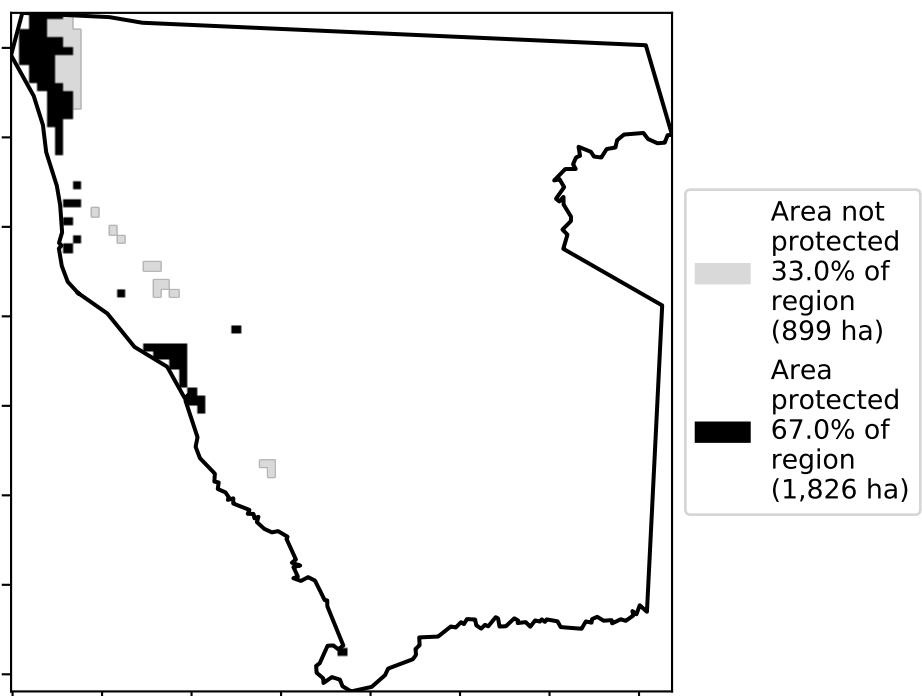 Area not
protected
33.0% of
region
(899 ha)
Area
protected
67.0% of
region
(1,826 ha)